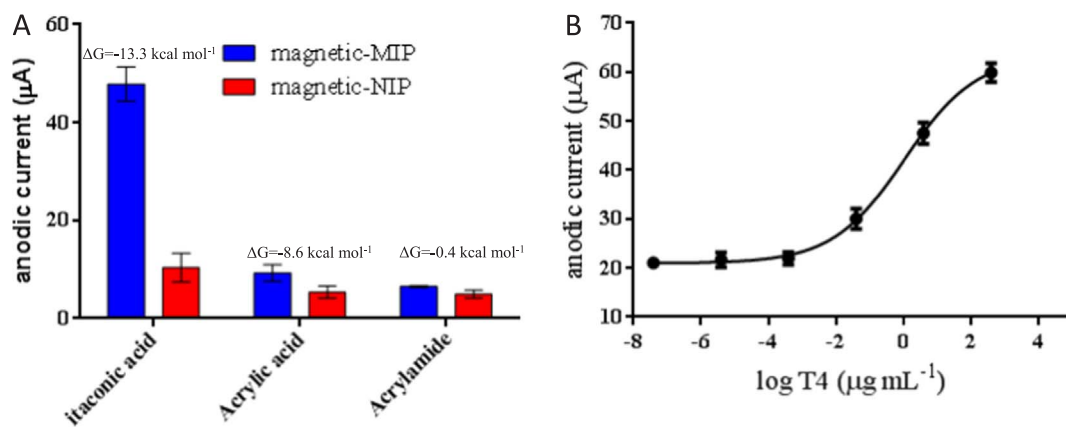 A
60
40
20
0
anodic current (µA)
ΔG=-13.3 kcal mol⁻¹
magnetic-MIP
magnetic-NIP
ΔG=-8.6 kcal mol⁻¹
ΔG=-0.4 kcal mol⁻¹
itaconic acid
Acrylic acid
Acrylamide
B
70
60
50
40
30
20
10
anodic current (µA)
-8 -6 -4 -2 0 2 4
log T4 (µg mL⁻¹)